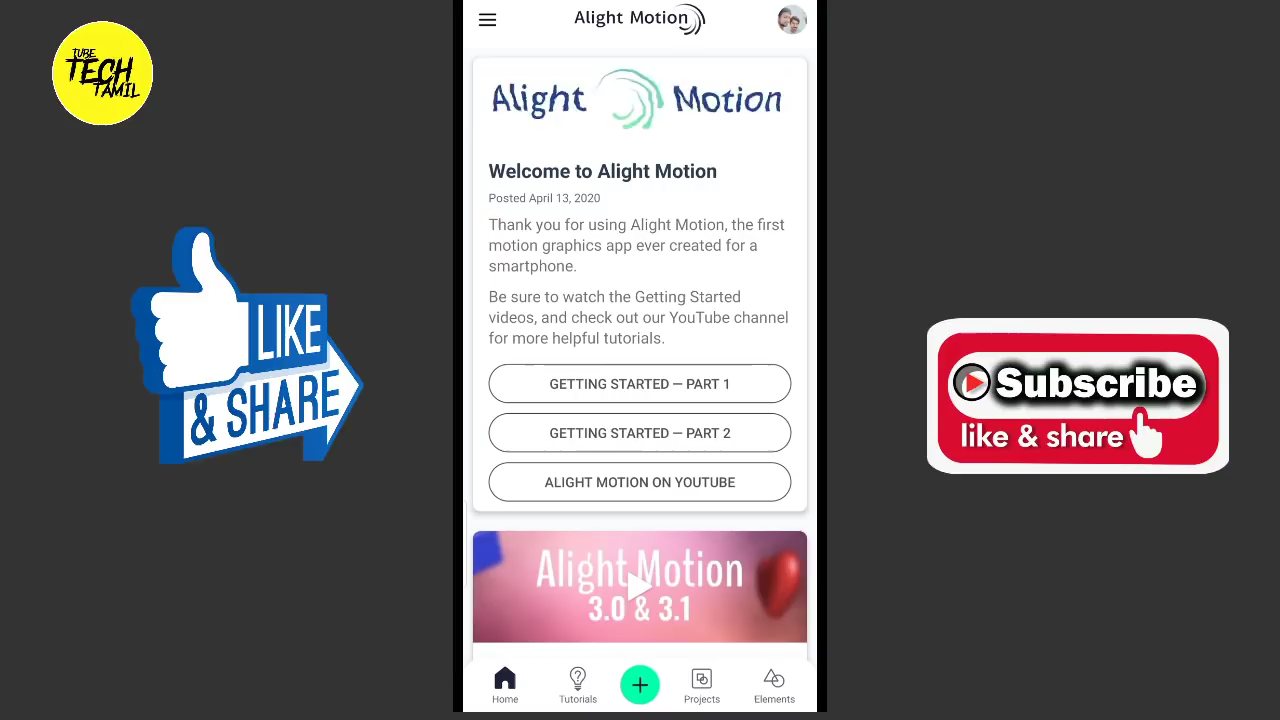 TUBE
TECH
TAMIL
LIKE
& SHARE
Alight Motion
Alight Motion
Welcome to Alight Motion
Posted April 13, 2020
Thank you for using Alight Motion, the first
motion graphics app ever created for a
smartphone.
Be sure to watch the Getting Started
videos, and check out our YouTube channel
for more helpful tutorials.
GETTING STARTED — PART 1
GETTING STARTED — PART 2
ALIGHT MOTION ON YOUTUBE
Alight Motion
3.0 & 3.1
Home
Tutorials
Projects
Elements
Subscribe
like & share